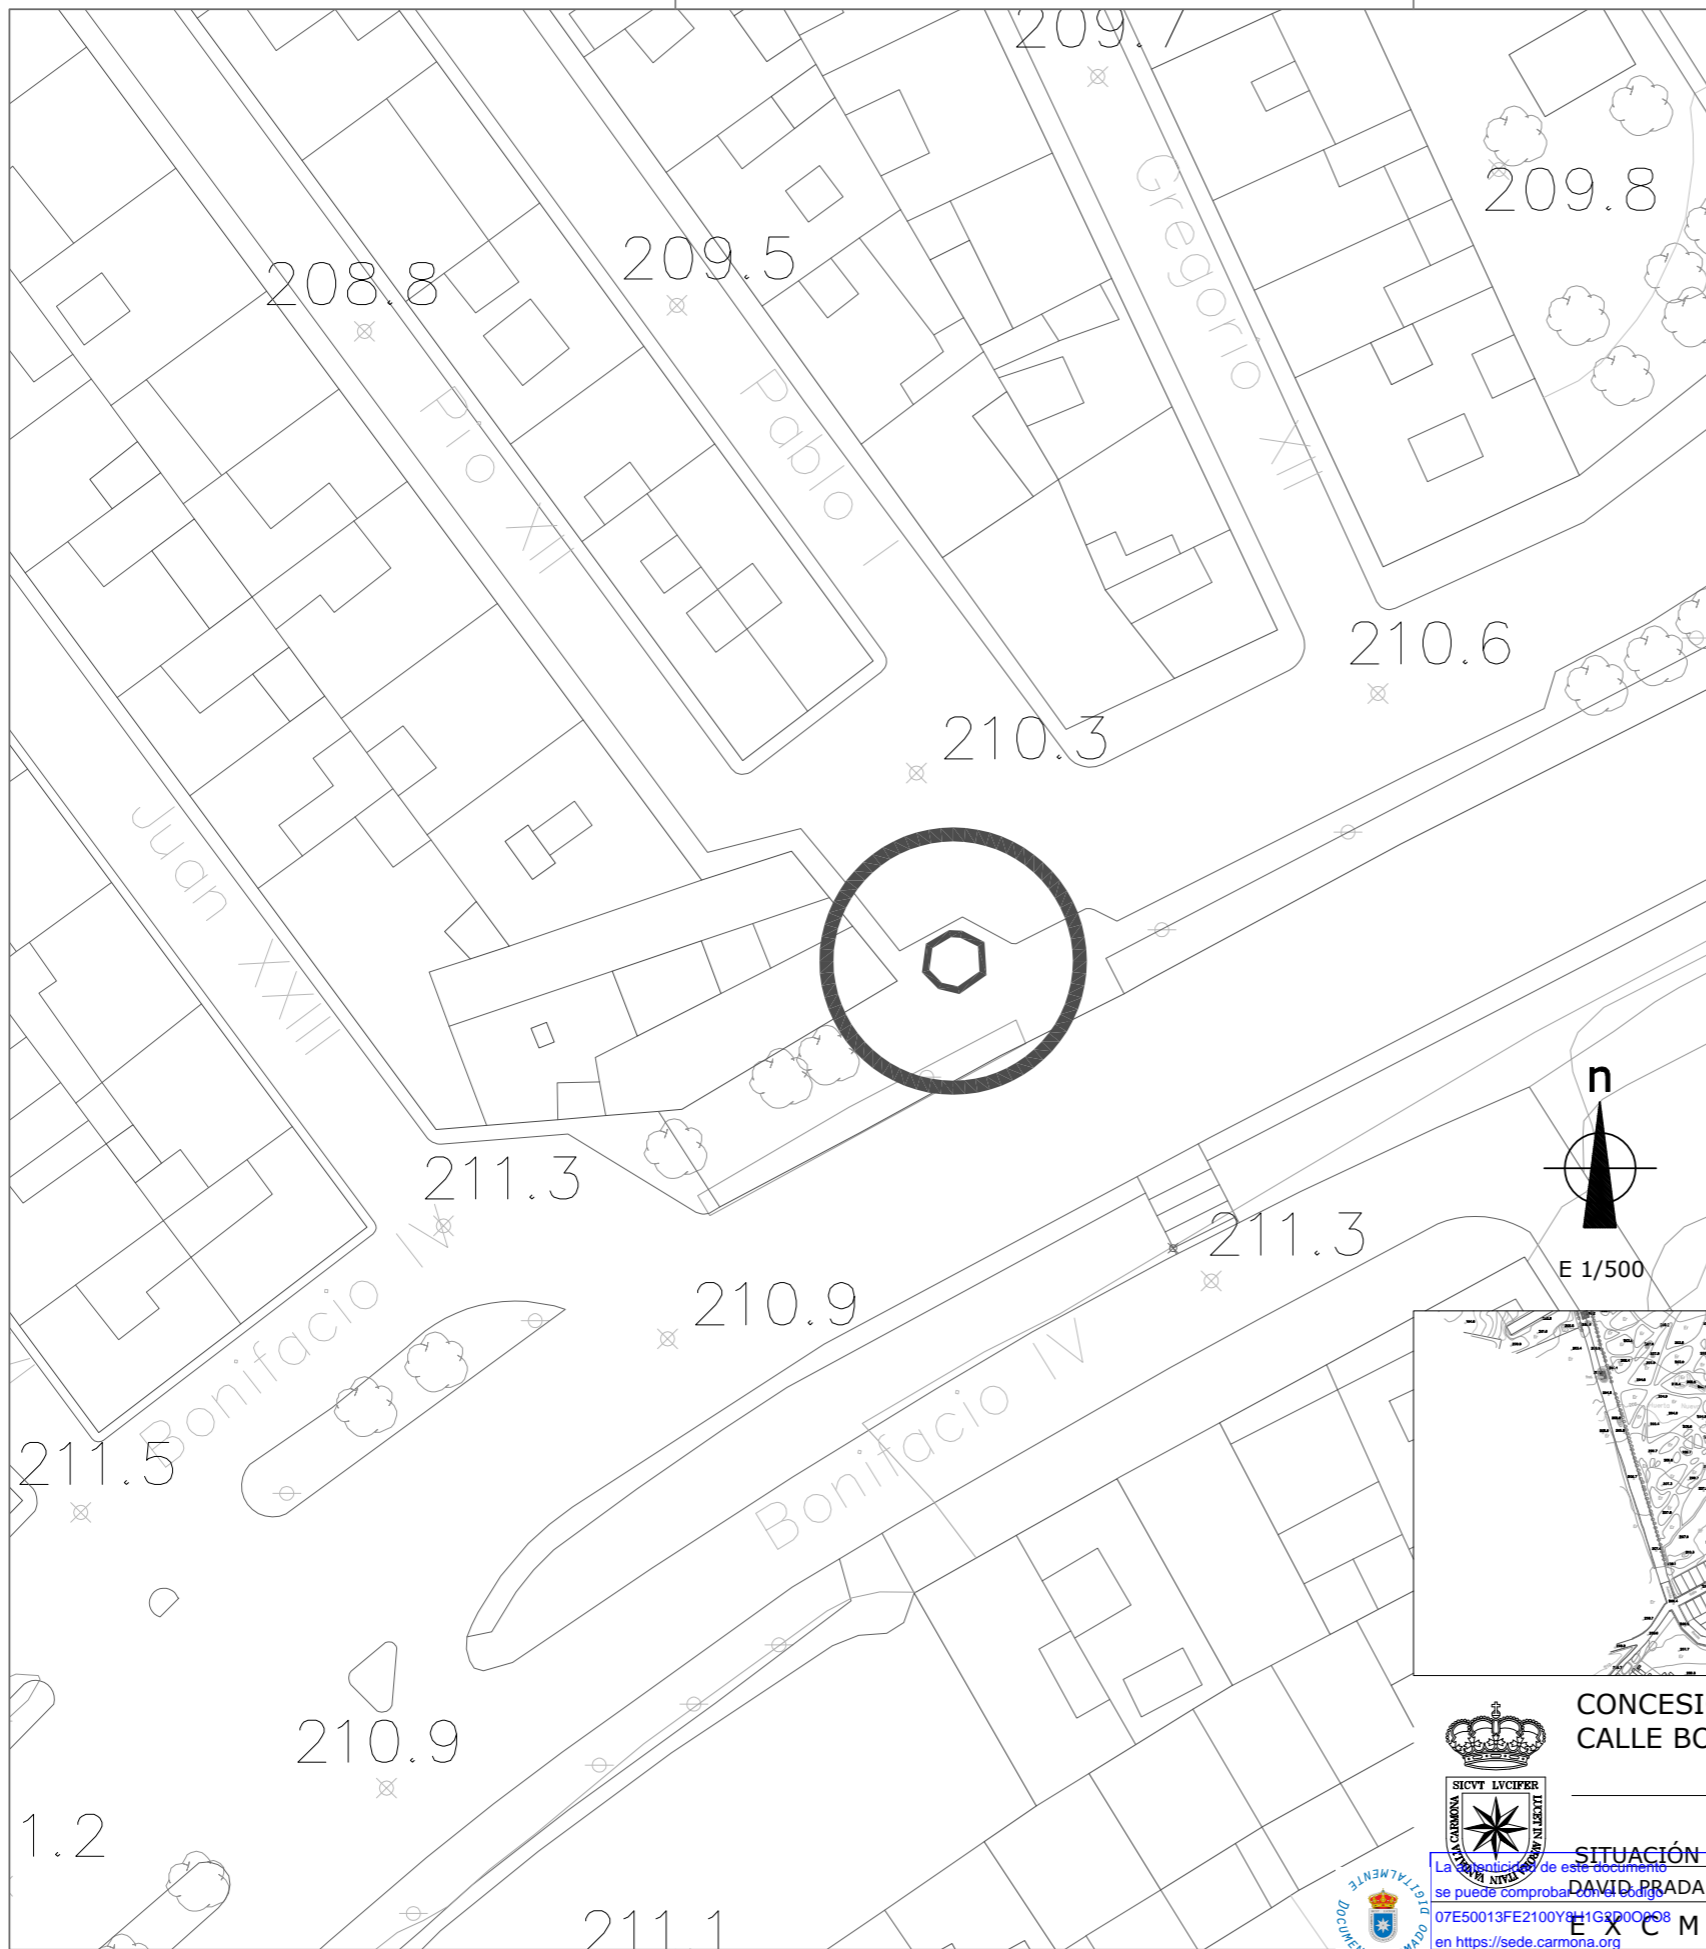 209.7
209.8
208.8
209.5
Gregorio XII
Pío XII
Pablo I
210.6
210.3
Juan XXIII
n
211.3
211.3
E 1/500
210.9
Bonifacio IV
Bonifacio IV
211.5
210.9
1.2
211.1
CONCESI
CALLE BO
SICVT LVCIFER
SITUACIÓN
DAVID PRADA
E X C M
La autenticidad de este documento
se puede comprobar con el código
en https://sede.carmona.org